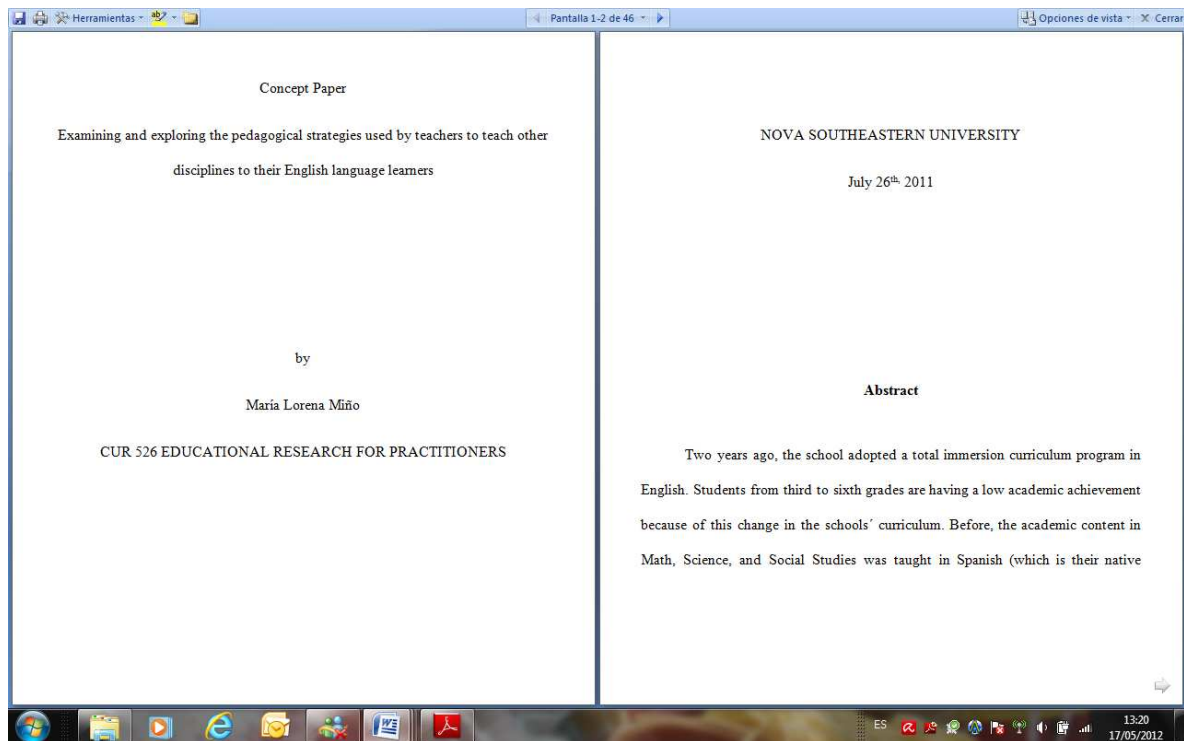 Herramientas
Pantalla 1-2 de 46
Opciones de vista
Cerrar
Concept Paper
Examining and exploring the pedagogical strategies used by teachers to teach other
disciplines to their English language learners
by
María Lorena Miño
CUR 526 EDUCATIONAL RESEARCH FOR PRACTITIONERS
NOVA SOUTHEASTERN UNIVERSITY
July 26th, 2011
Abstract
Two years ago, the school adopted a total immersion curriculum program in
English. Students from third to sixth grades are having a low academic achievement
because of this change in the schools´ curriculum. Before, the academic content in
Math, Science, and Social Studies was taught in Spanish (which is their native
ES
13:20
17/05/2012